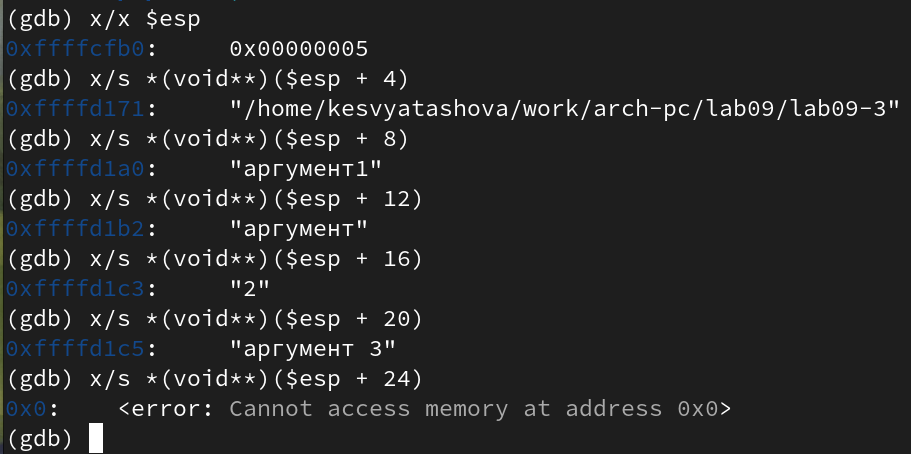 (gdb) x/x $esp
0xffffcfb0:     0x00000005
(gdb) x/s *(void**)($esp + 4)
0xffffd171:     "/home/kesvyatashova/work/arch-pc/lab09/lab09-3"
(gdb) x/s *(void**)($esp + 8)
0xffffd1a0:     "аргумент1"
(gdb) x/s *(void**)($esp + 12)
0xffffd1b2:     "аргумент"
(gdb) x/s *(void**)($esp + 16)
0xffffd1c3:     "2"
(gdb) x/s *(void**)($esp + 20)
0xffffd1c5:     "аргумент 3"
(gdb) x/s *(void**)($esp + 24)
0x0:    <error: Cannot access memory at address 0x0>
(gdb)